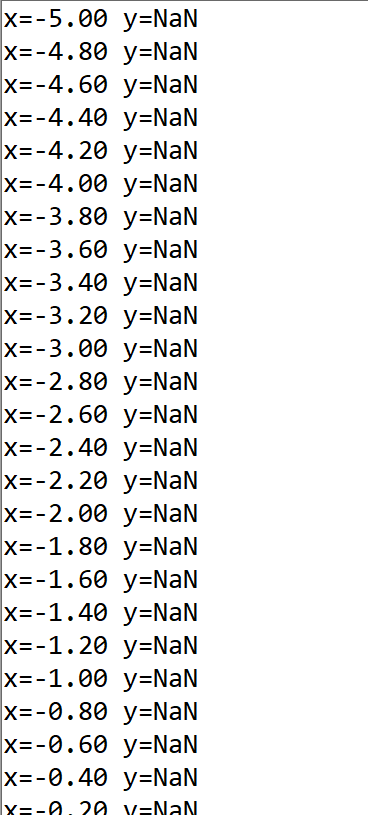 x=-5.00 y=NaN
x=-4.80 y=NaN
x=-4.60 y=NaN
x=-4.40 y=NaN
x=-4.20 y=NaN
x=-4.00 y=NaN
x=-3.80 y=NaN
x=-3.60 y=NaN
x=-3.40 y=NaN
x=-3.20 y=NaN
x=-3.00 y=NaN
x=-2.80 y=NaN
x=-2.60 y=NaN
x=-2.40 y=NaN
x=-2.20 y=NaN
x=-2.00 y=NaN
x=-1.80 y=NaN
x=-1.60 y=NaN
x=-1.40 y=NaN
x=-1.20 y=NaN
x=-1.00 y=NaN
x=-0.80 y=NaN
x=-0.60 y=NaN
x=-0.40 y=NaN
x=-0.20 y=NaN